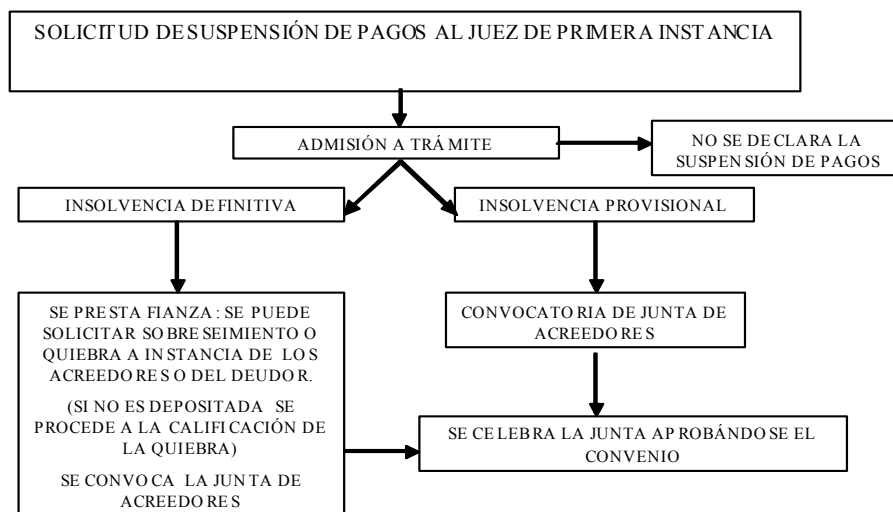 SOLICITUD DE SUSPENSIÓN DE PAGOS AL JUEZ DE PRIMERA INSTANCIA
ADMISIÓN A TRÁMITE
NO SE DECLARA LA
SUSPENSIÓN DE PAGOS
INSOLVENCIA DEFINITIVA
INSOLVENCIA PROVISIONAL
SE PRESTA FIANZA: SE PUEDE
SOLICITAR SOBRESEIMIENTO O
QUIEBRA A INSTANCIA DE LOS
ACREEDORES O DEL DEUDOR.
(SI NO ES DEPOSITADA SE
PROCEDE A LA CALIFICACIÓN DE
LA QUIEBRA)
SE CONVOCA LA JUNTA DE
ACREEDORES
CONVOCATORIA DE JUNTA DE
ACREEDORES
SE CELEBRA LA JUNTA APROBÁNDOSE EL
CONVENIO